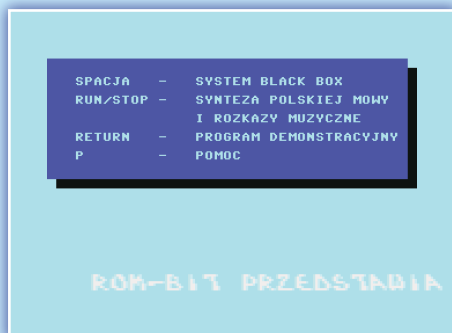 SPACJA - SYSTEM BLACK BOX
RUN/STOP - SYNTEZA POLSKIEJ MOWY
I ROZKAZY MUZYCZNE
RETURN - PROGRAM DEMONSTRACYJNY
P - POMOC
ROM-BIT PRZEDSTAWIA